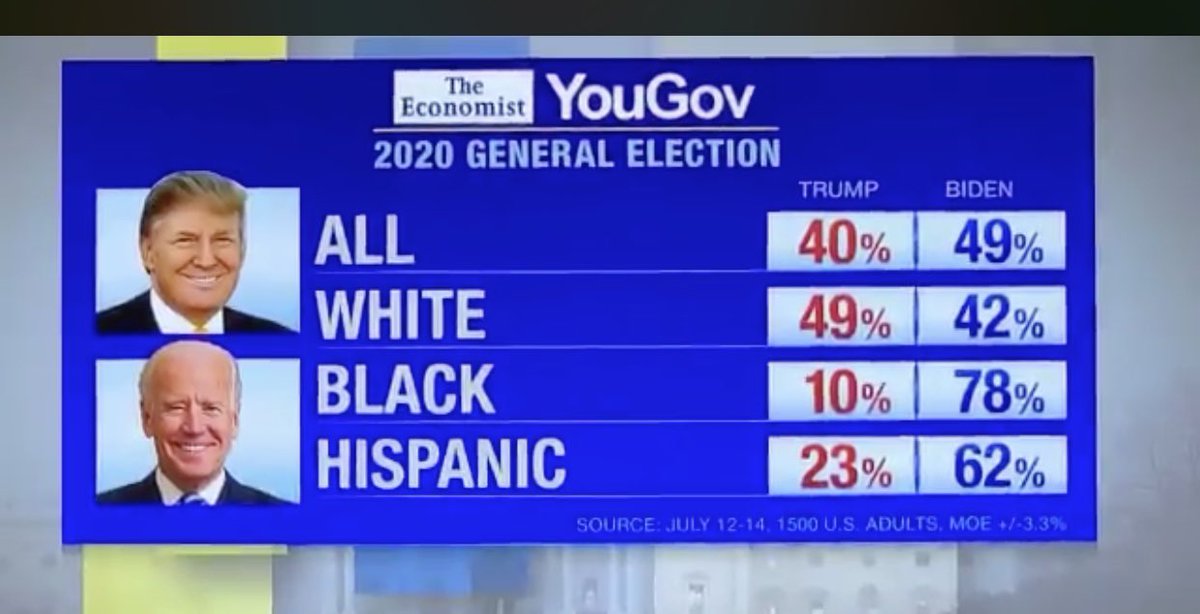 The Economist YouGov
2020 GENERAL ELECTION
TRUMP BIDEN
ALL 40% 49%
WHITE 49% 42%
BLACK 10% 78%
HISPANIC 23% 62%
SOURCE: JULY 12-14, 1500 U.S. ADULTS, MOE +/-3.3%